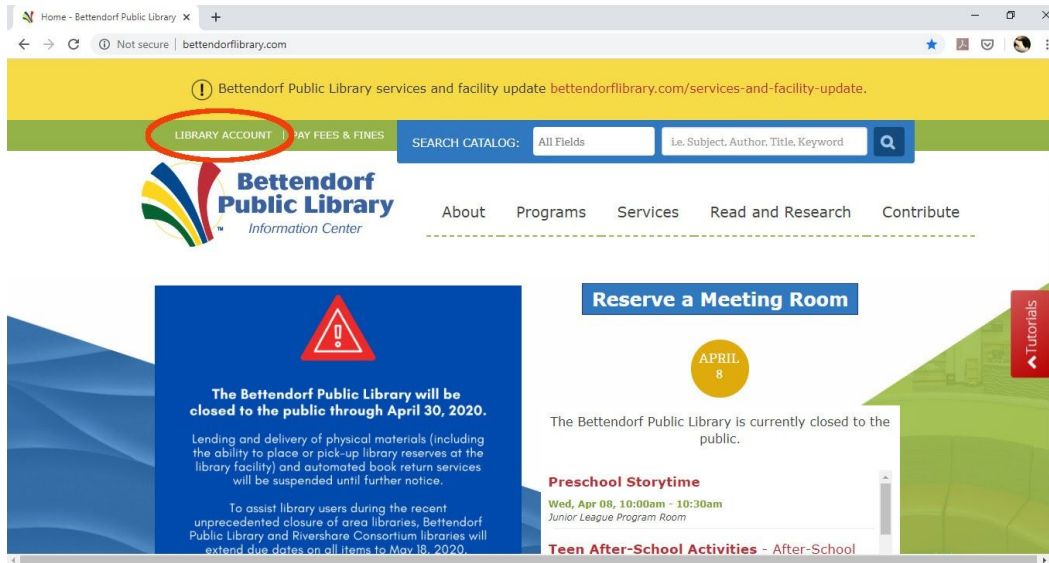 Home - Bettendorf Public Library
Not secure | bettendorflibrary.com
Bettendorf Public Library services and facility update bettendorflibrary.com/services-and-facility-update.
LIBRARY ACCOUNT | PAY FEES & FINES
SEARCH CATALOG: All Fields i.e. Subject, Author, Title, Keyword
Bettendorf
Public Library
Information Center
TM
About Programs Services Read and Research Contribute
The Bettendorf Public Library will be
closed to the public through April 30, 2020.
Lending and delivery of physical materials (including
the ability to place or pick-up library reserves at the
library facility) and automated book return services
will be suspended until further notice.
To assist library users during the recent
unprecedented closure of area libraries, Bettendorf
Public Library and Rivershare Consortium libraries will
extend due dates on all items to May 18, 2020.
Reserve a Meeting Room
APRIL
8
The Bettendorf Public Library is currently closed to the
public.
Preschool Storytime
Wed, Apr 08, 10:00am - 10:30am
Junior League Program Room
Teen After-School Activities - After-School
Tutorials